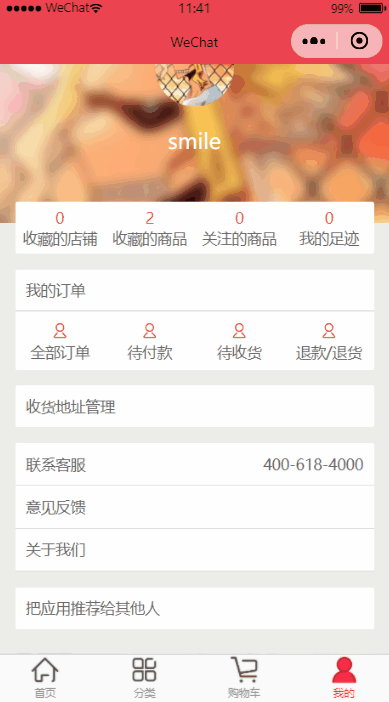 WeChat 11:41 99%
WeChat
smile
0 2 0 0
收藏的店铺 收藏的商品 关注的商品 我的足迹
我的订单
全部订单 待付款 待收货 退款/退货
收货地址管理
联系客服 400-618-4000
意见反馈
关于我们
把应用推荐给其他人
首页 分类 购物车 我的